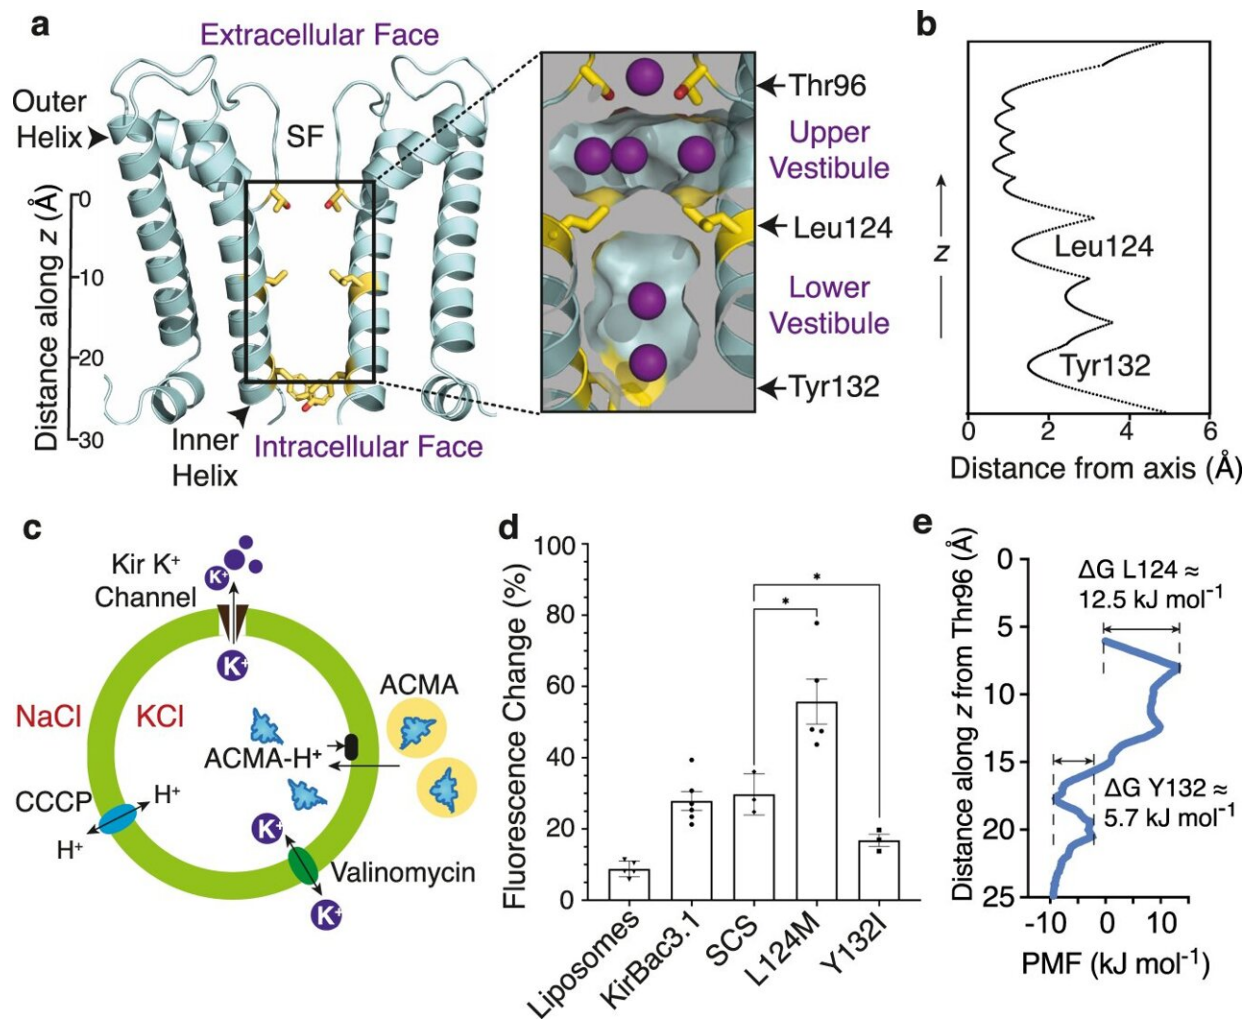 a
Extracellular Face
Outer
Helix
SF
Distance along z (Å)
0
10
20
30
Inner
Helix
Intracellular Face
Thr96
Upper
Vestibule
Leu124
Lower
Vestibule
Tyr132
b
z
Leu124
Tyr132
0 2 4 6
Distance from axis (Å)
c
Kir K⁺
Channel
K⁺
K⁺
NaCl
KCl
ACMA
ACMA-H⁺
CCCP
H⁺
H⁺
K⁺
Valinomycin
K⁺
d
Fluorescence Change (%)
100
80
60
40
20
0
*
*
Liposomes
KirBac3.1
SCS
L124M
Y132I
e
Distance along z from Thr96 (Å)
0
5
10
15
20
25
ΔG L124 ≈
12.5 kJ mol⁻¹
ΔG Y132 ≈
5.7 kJ mol⁻¹
-10 0 10
PMF (kJ mol⁻¹)